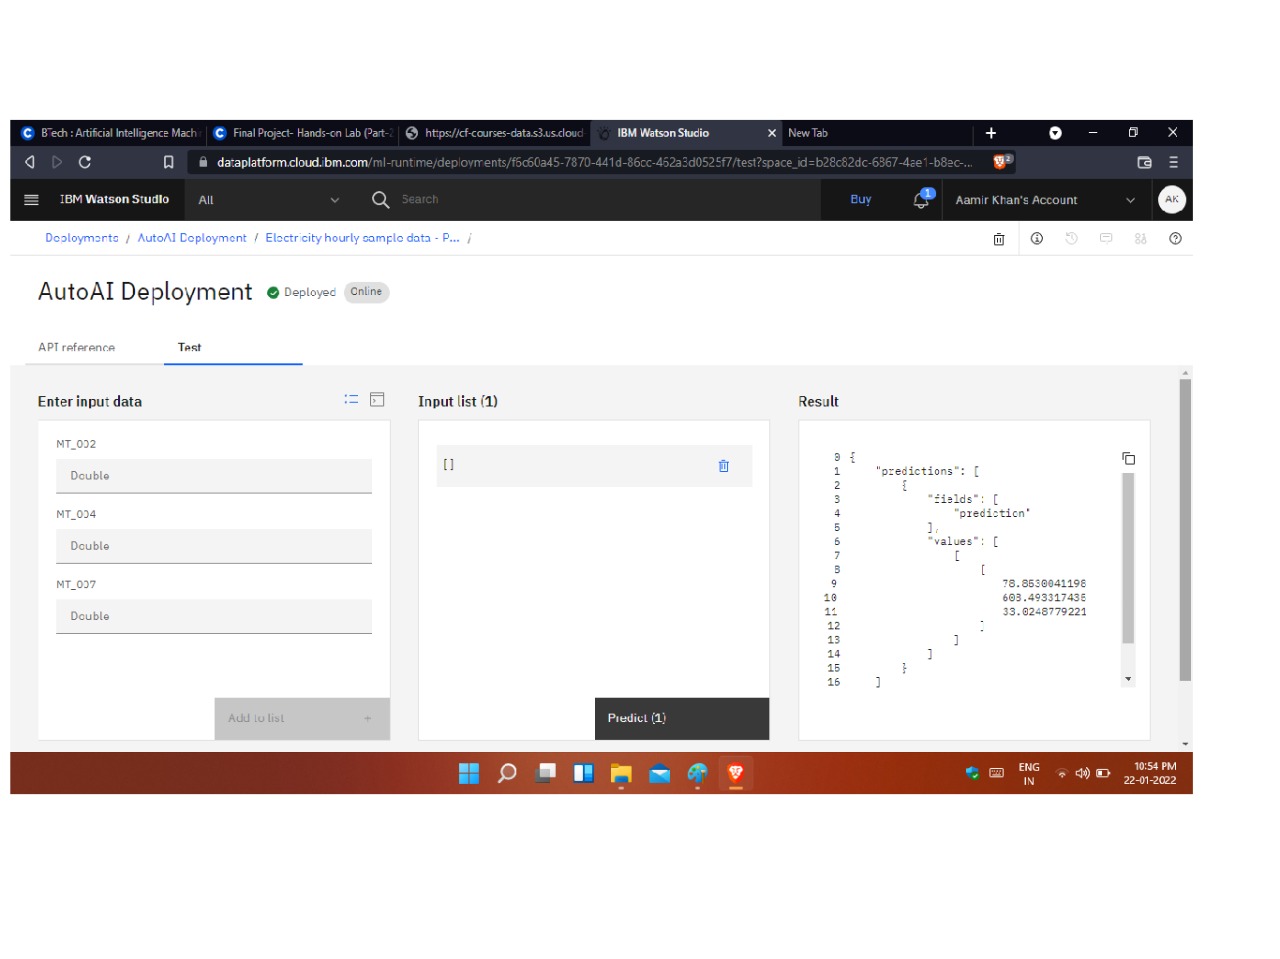 BTech : Artificial Intelligence Mach
Final Project- Hands-on Lab (Part-2
https://cf-courses-data.s3.us.cloud
IBM Watson Studio
New Tab
dataplatform.cloud.ibm.com/ml-runtime/deployments/f6c60a45-7870-441d-86cc-462a3d0525f7/test?space_id=b28c82dc-6867-4ae1-b8ec-...
2
IBM Watson Studio
All
Search
Buy
1
Aamir Khan's Account
AK
Deployments / AutoAI Deployment / Electricity hourly sample data - P... /
AutoAI Deployment
Deployed
Online
API reference
Test
Enter input data
MT_002
Double
MT_004
Double
MT_007
Double
Add to list +
Input list (1)
[]
Predict (1)
Result
0 {
1 "predictions": [
2 {
3 "fields": [
4 "prediction"
5 ],
6 "values": [
7 [
8 [
9 78.8530041198
10 603.493317436
11 33.0248779221
12 ]
13 ]
14 ]
15 }
16 ]
ENG
IN
10:54 PM
22-01-2022